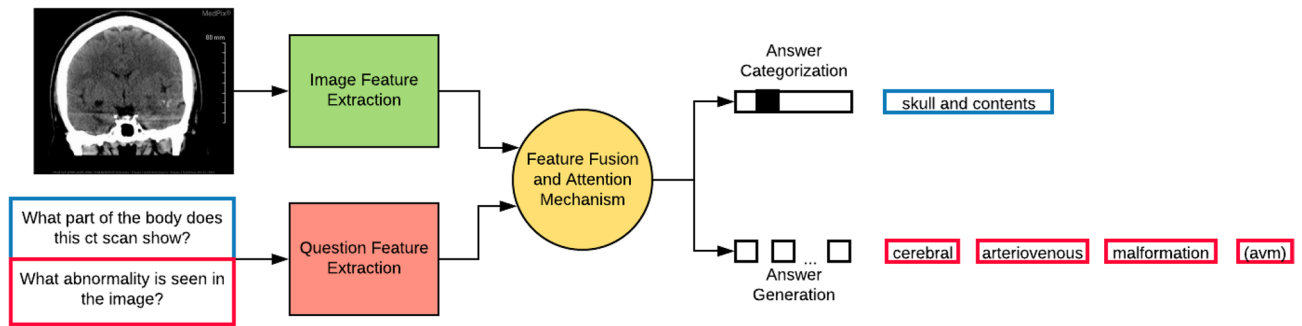 MedPix®
80 mm
Image Feature
Extraction
What part of the body does
this ct scan show?
What abnormality is seen in
the image?
Question Feature
Extraction
Feature Fusion
and Attention
Mechanism
Answer
Categorization
skull and contents
...
Answer
Generation
cerebral arteriovenous malformation (avm)